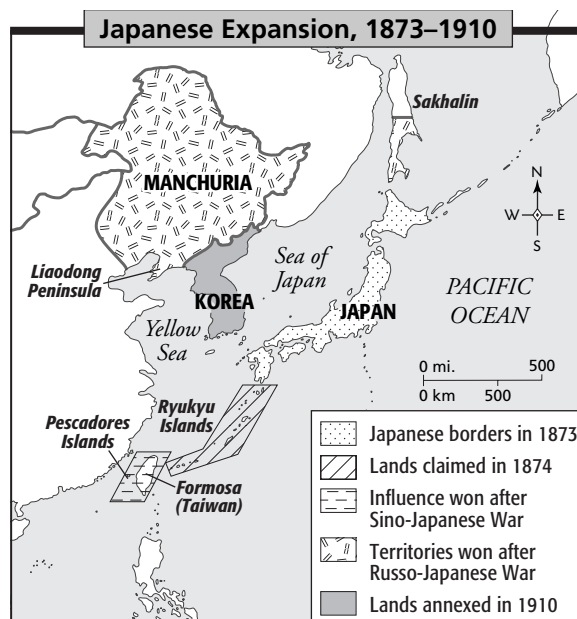 Japanese Expansion, 1873–1910
Sakhalin
MANCHURIA
N
W
E
S
Liaodong
Peninsula
Sea of
Japan
KOREA
JAPAN
PACIFIC
OCEAN
Yellow
Sea
0 mi.
500
0 km
500
Pescadores
Islands
Ryukyu
Islands
Formosa
(Taiwan)
Japanese borders in 1873
Lands claimed in 1874
Influence won after
Sino-Japanese War
Territories won after
Russo-Japanese War
Lands annexed in 1910